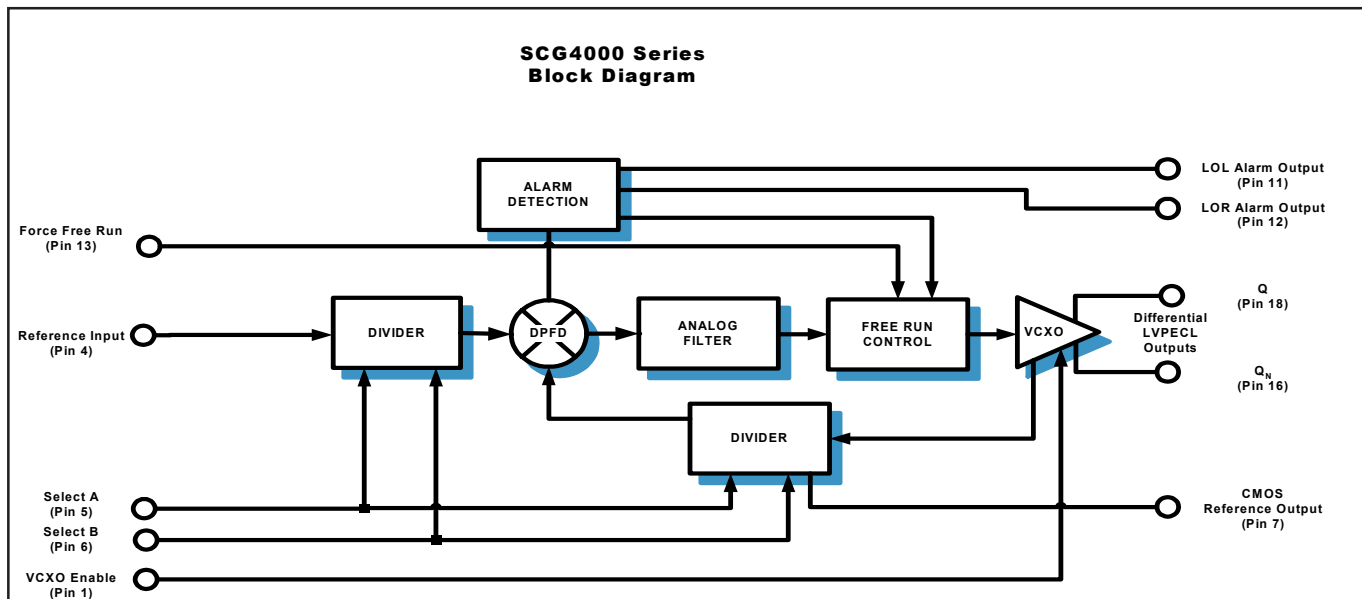 SCG4000 Series
Block Diagram
ALARM
DETECTION
LOL Alarm Output
(Pin 11)
LOR Alarm Output
(Pin 12)
Force Free Run
(Pin 13)
Reference Input
(Pin 4)
DIVIDER
DPFD
ANALOG
FILTER
FREE RUN
CONTROL
VCXO
Q
(Pin 18)
Differential
LVPECL
Outputs
QN
(Pin 16)
DIVIDER
Select A
(Pin 5)
Select B
(Pin 6)
VCXO Enable
(Pin 1)
CMOS
Reference Output
(Pin 7)